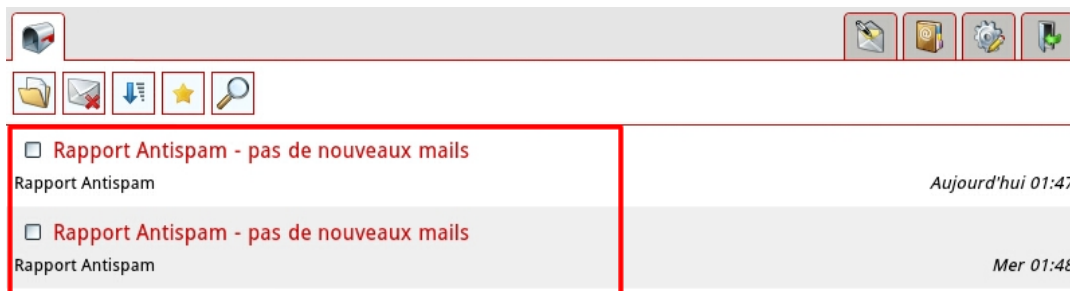 Rapport Antispam - pas de nouveaux mails
Rapport Antispam
Aujourd'hui 01:47
Rapport Antispam - pas de nouveaux mails
Rapport Antispam
Mer 01:48